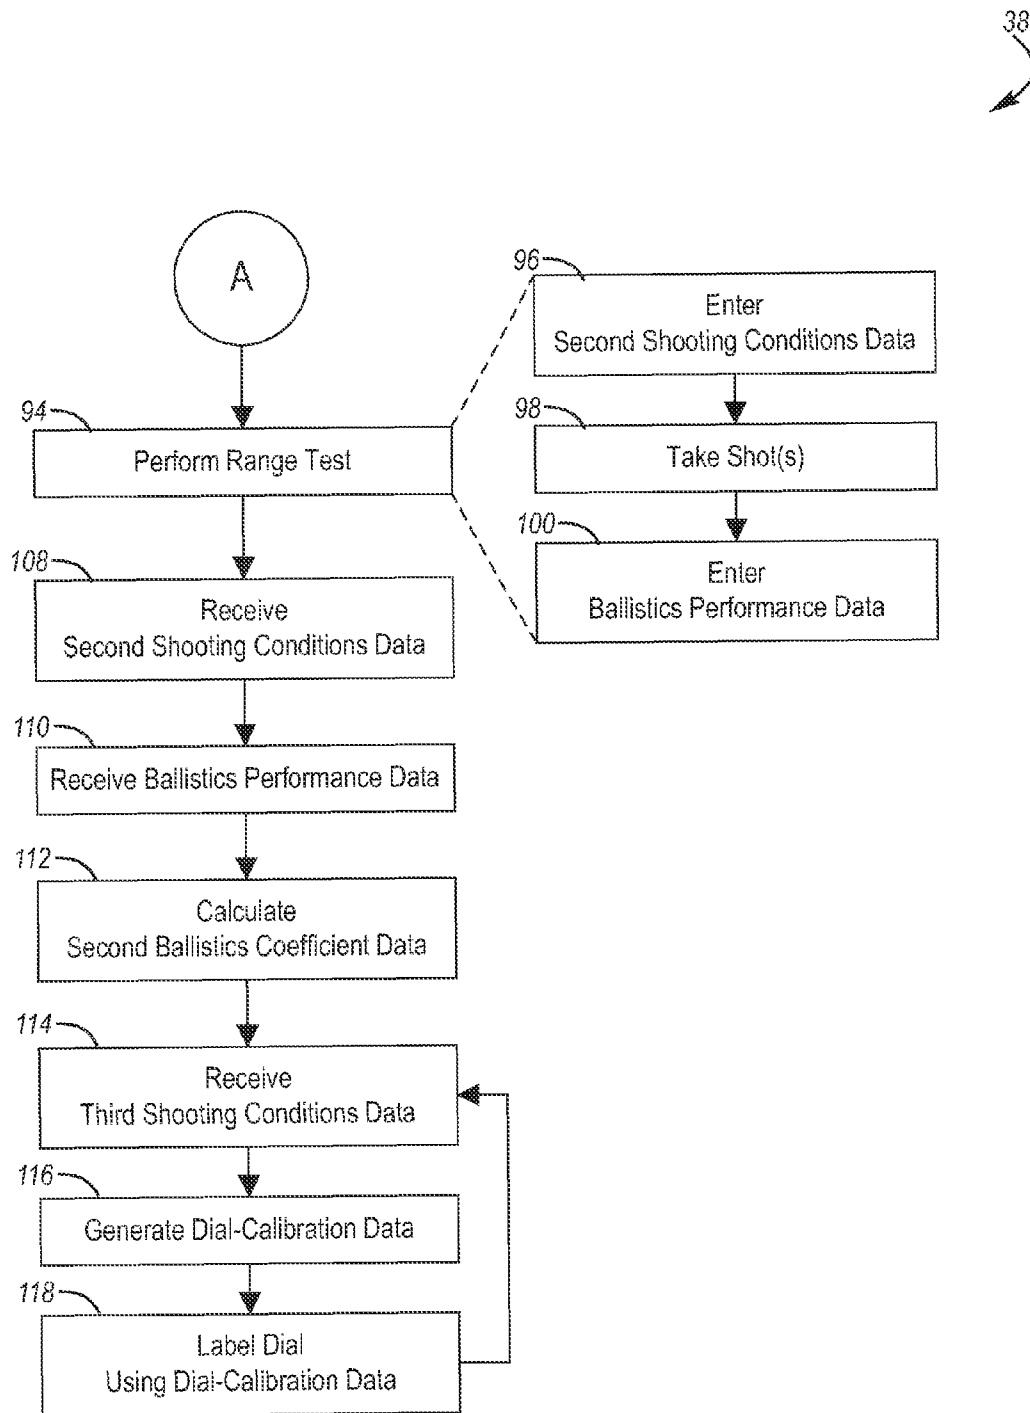 38
A
94
Perform Range Test
96
Enter
Second Shooting Conditions Data
98
Take Shot(s)
100
Enter
Ballistics Performance Data
108
Receive
Second Shooting Conditions Data
110
Receive Ballistics Performance Data
112
Calculate
Second Ballistics Coefficient Data
114
Receive
Third Shooting Conditions Data
116
Generate Dial-Calibration Data
118
Label Dial
Using Dial-Calibration Data